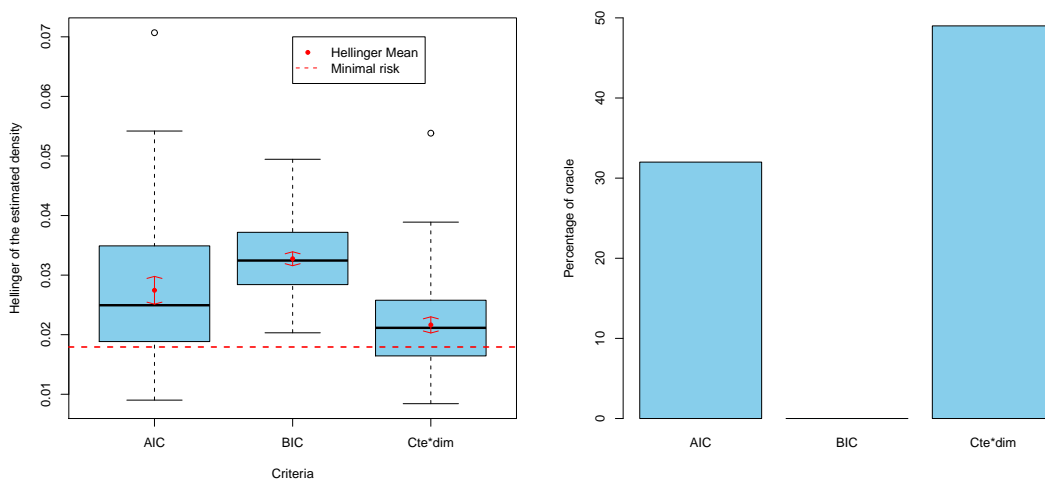 Hellinger of the estimated density
0.07
0.06
0.05
0.04
0.03
0.02
0.01
Hellinger Mean
Minimal risk
AIC
BIC
Cte*dim
Criteria
Percentage of oracle
50
40
30
20
10
0
AIC
BIC
Cte*dim